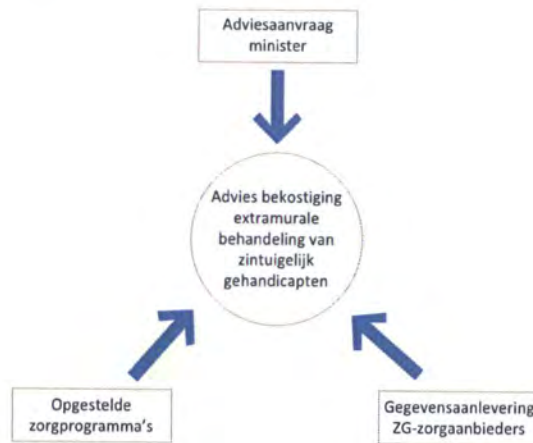 Adviesaanvraag
minister
Advies bekostiging
extramurale
behandeling van
zintuigelijk
gehandicapten
Opgestelde
zorgprogramma's
Gegevensaanlevering
ZG-zorgaanbieders